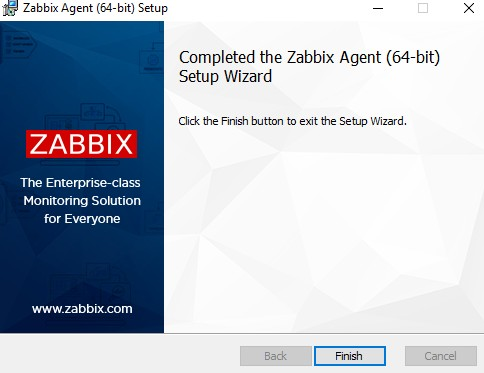 Zabbix Agent (64-bit) Setup
Completed the Zabbix Agent (64-bit)
Setup Wizard
Click the Finish button to exit the Setup Wizard.
ZABBIX
The Enterprise-class
Monitoring Solution
for Everyone
www.zabbix.com
Back
Finish
Cancel